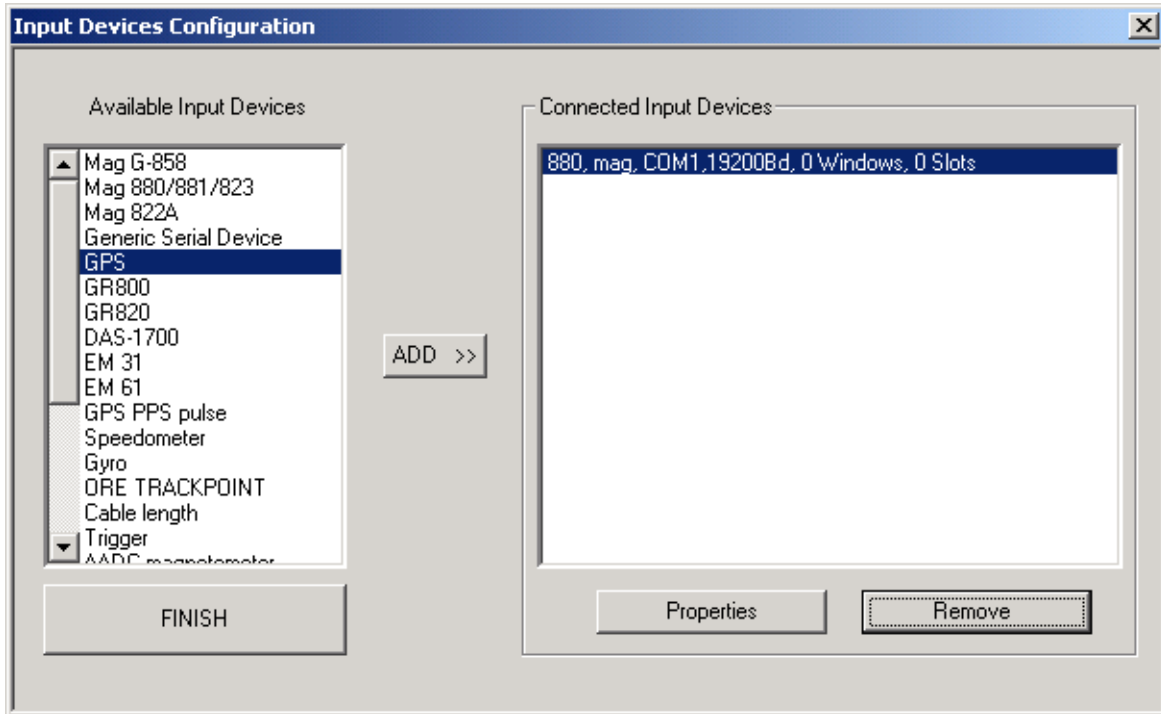 Input Devices Configuration
Available Input Devices
Mag G-858
Mag 880/881/823
Mag 822A
Generic Serial Device
GPS
GR800
GR820
DAS-1700
EM 31
EM 61
GPS PPS pulse
Speedometer
Gyro
ORE TRACKPOINT
Cable length
Trigger
AADC magnetometer
FINISH
ADD >>
Connected Input Devices
880, mag, COM1,19200Bd, 0 Windows, 0 Slots
Properties
Remove